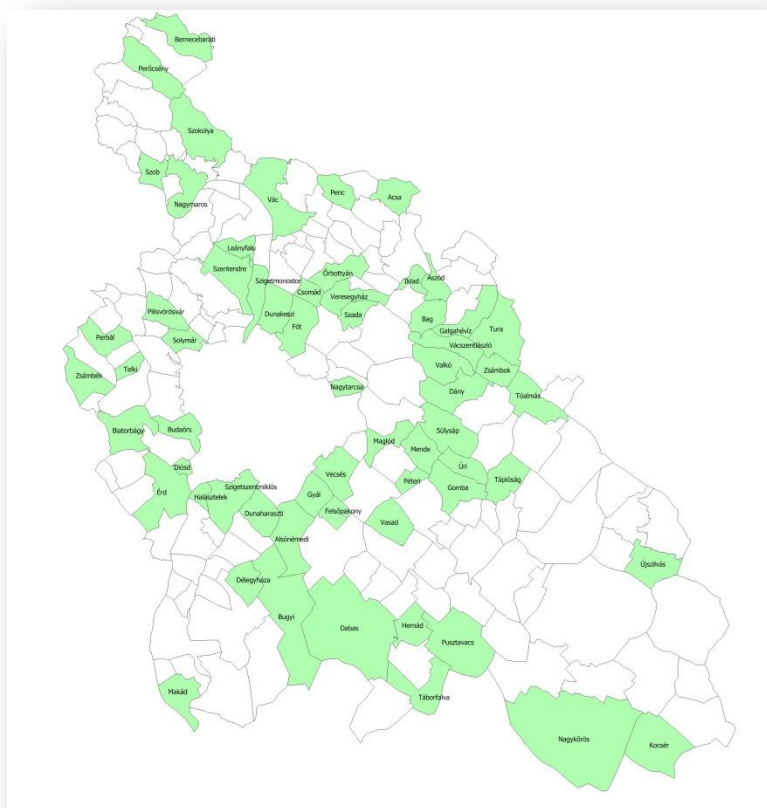 Bernecebaráti
Perőcsény
Szokolya
Szob
Nagymaros
Vác
Penc
Acsa
Leányfalu
Szentendre
Szigetmonostor
Őrbottyán
Iklad
Aszód
Csomád
Veresegyház
Dunakeszi
Szada
Fót
Bag
Galgahévíz
Tura
Vácszentlászló
Pilisvörösvár
Perbál
Solymár
Telki
Zsámbék
Valkó
Zsámbok
Nagytarcsa
Dány
Tóalmás
Biatorbágy
Budaörs
Süysáp
Maglód
Mende
Diósd
Úri
Vecsés
Péteri
Gomba
Tápióság
Érd
Szigetszentmiklós
Halásztelek
Gyál
Dunaharaszti
Felsőpakony
Vasad
Alsónémedi
Újszilvás
Délegyháza
Bugyi
Dabas
Hernád
Pusztavacs
Makád
Táborfalva
Nagykőrös
Kocsér